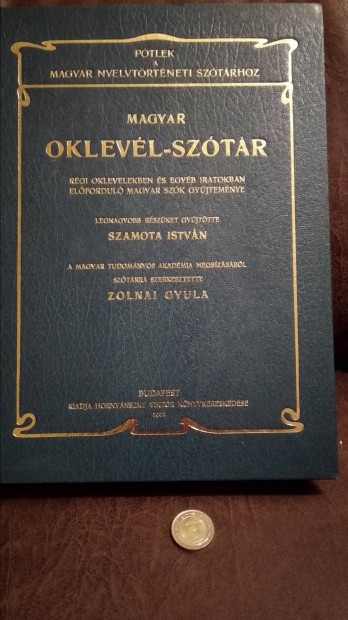 PÓTLÉK
A
MAGYAR NYELVTÖRTÉNETI SZÓTÁRHOZ
MAGYAR
OKLEVÉL-SZÓTÁR
RÉGI OKLEVELEKBEN ÉS EGYÉB IRATOKBAN
ELŐFORDULÓ MAGYAR SZÓK GYŰJTEMÉNYE
LEGNAGYOBB RÉSZÜKET GYŰJTÖTTE
SZAMOTA ISTVÁN
A MAGYAR TUDOMÁNYOS AKADÉMIA MEGBÍZÁSÁBÓL
SZÓTÁRRÁ SZERKESZTETTE
ZOLNAI GYULA
BUDAPEST
KIADJA HORNYÁNSZKY VIKTOR KÖNYVKERESKEDÉSE